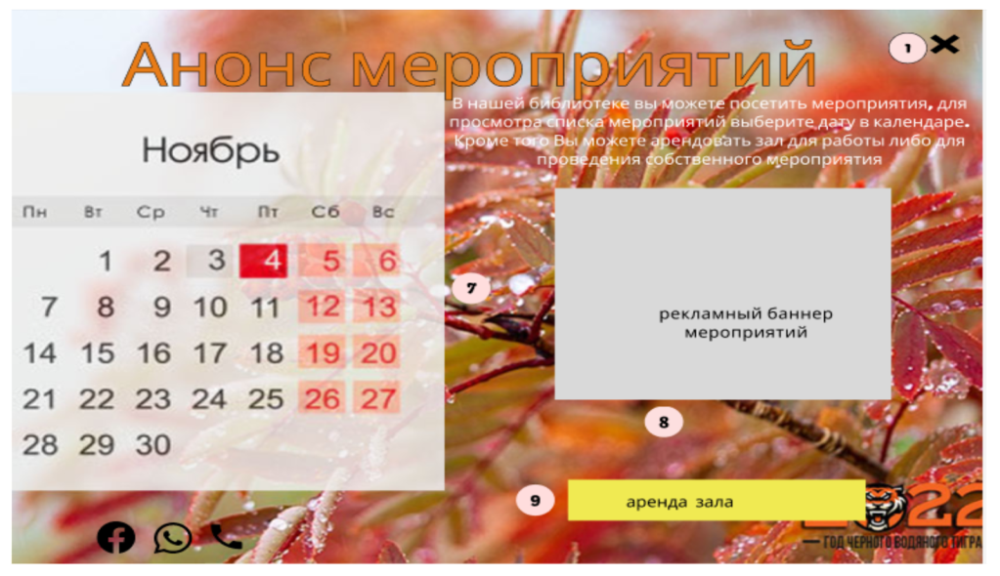 Анонс мероприятий
1
В нашей библиотеке вы можете посетить мероприятия, для
просмотра списка мероприятий выберите дату в календаре.
Кроме того Вы можете арендовать зал для работы либо для
проведения собственного мероприятия
Ноябрь
Пн Вт Ср Чт Пт Сб Вс
1 2 3 4 5 6
7 8 9 10 11 12 13
14 15 16 17 18 19 20
21 22 23 24 25 26 27
28 29 30
7
рекламный баннер
мероприятий
8
9
аренда зала
2022
ГОД ЧЕРНОГО ВОДЯНОГО ТИГРА